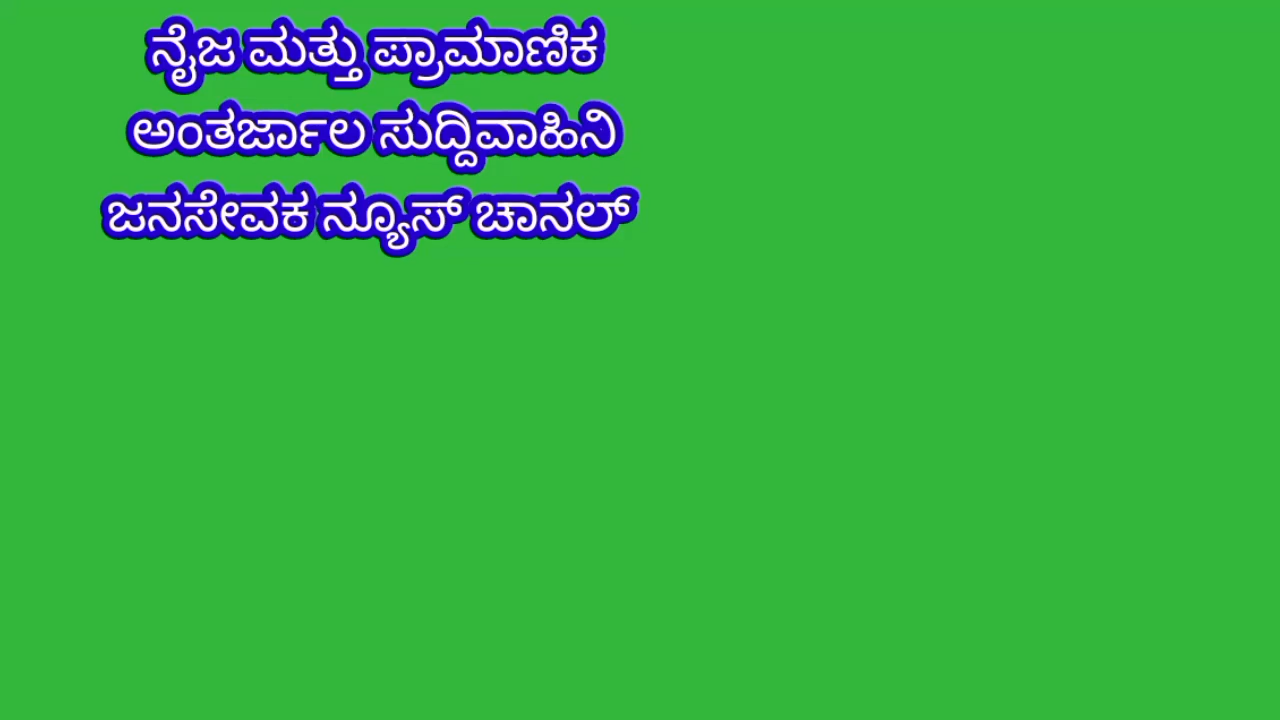 ನೈಜ ಮತ್ತು ಪ್ರಾಮಾಣಿಕ
ಅಂತರ್ಜಾಲ ಸುದ್ದಿವಾಹಿನಿ
ಜನಸೇವಕ ನ್ಯೂಸ್ ಚಾನಲ್